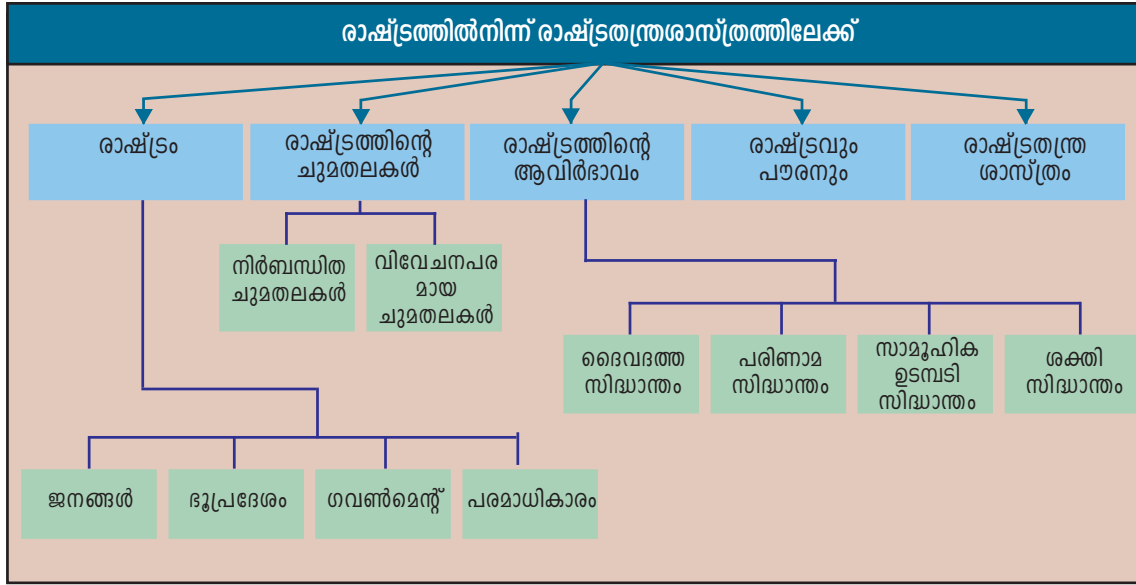 രാഷ്ട്രത്തിൽനിന്ന് രാഷ്ട്രതന്ത്രശാസ്ത്രത്തിലേക്ക്
രാഷ്ട്രം
രാഷ്ട്രത്തിന്റെ
ചുമതലകൾ
രാഷ്ട്രത്തിന്റെ
ആവിർഭാവം
രാഷ്ട്രവും
പൗരനും
രാഷ്ട്രതന്ത്ര
ശാസ്ത്രം
നിർബന്ധിത
ചുമതലകൾ
വിവേചനപര
മായ
ചുമതലകൾ
ദൈവദത്ത
സിദ്ധാന്തം
പരിണാമ
സിദ്ധാന്തം
സാമൂഹിക
ഉടമ്പടി
സിദ്ധാന്തം
ശക്തി
സിദ്ധാന്തം
ജനങ്ങൾ
ഭൂപ്രദേശം
ഗവൺമെന്റ്
പരമാധികാരം